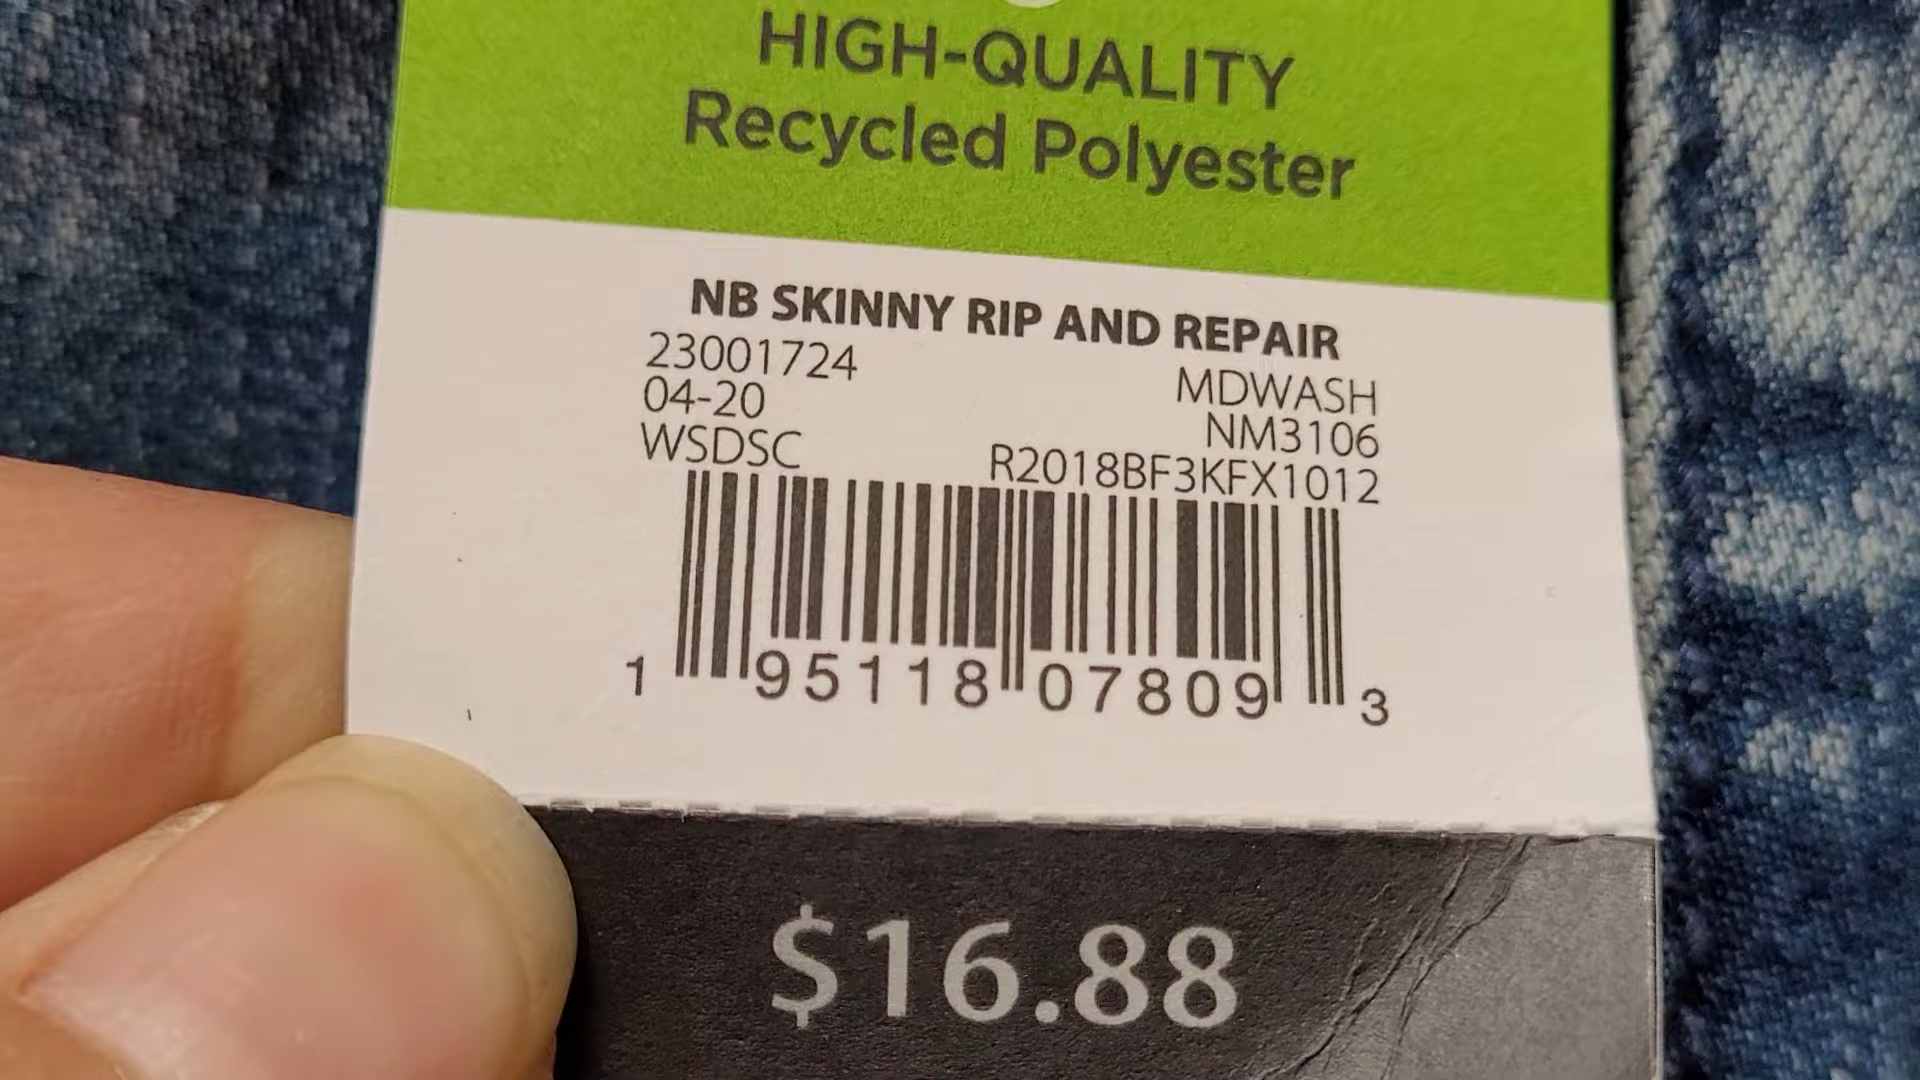 HIGH-QUALITY
Recycled Polyester
NB SKINNY RIP AND REPAIR
23001724 MDWASH
04-20 NM3106
WSDSC R2018BF3KFX1012
1 95118 07809 3
$16.88